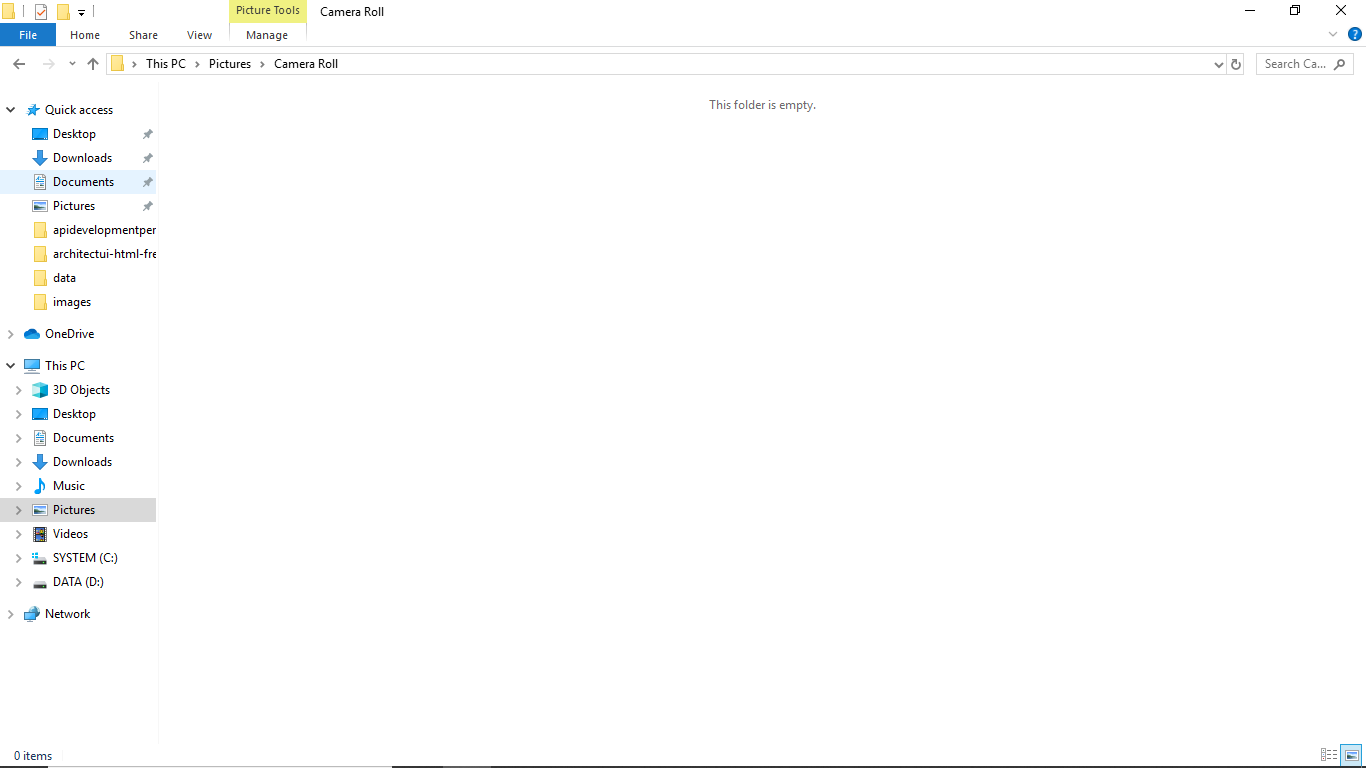 Picture Tools
Camera Roll
File
Home
Share
View
Manage
?
This PC
Pictures
Camera Roll
Search Ca...
Quick access
Desktop
Downloads
Documents
Pictures
apidevelopmentper
architectui-html-fre
data
images
OneDrive
This PC
3D Objects
Desktop
Documents
Downloads
Music
Pictures
Videos
SYSTEM (C:)
DATA (D:)
Network
This folder is empty.
0 items